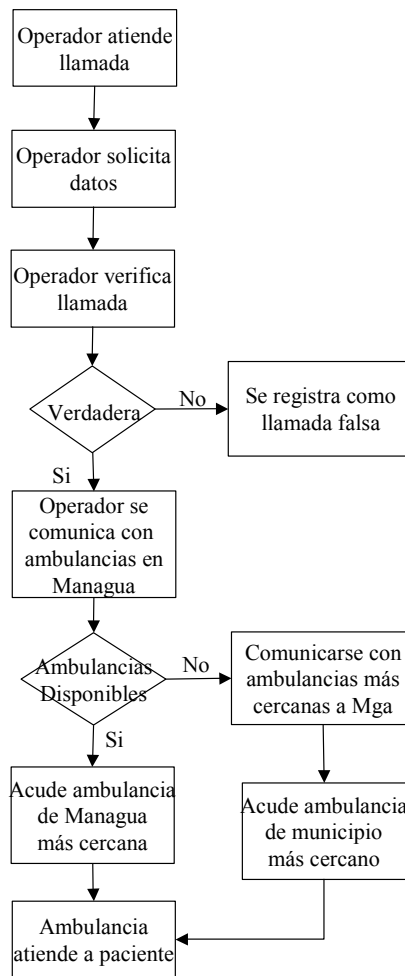 Operador atiende
llamada
Operador solicita
datos
Operador verifica
llamada
Verdadera
No
Se registra como
llamada falsa
Si
Operador se
comunica con
ambulancias en
Managua
Ambulancias
Disponibles
No
Comunicarse con
ambulancias más
cercanas a Mga
Si
Acude ambulancia
de Managua
más cercana
Acude ambulancia
de municipio
más cercano
Ambulancia
atiende a paciente